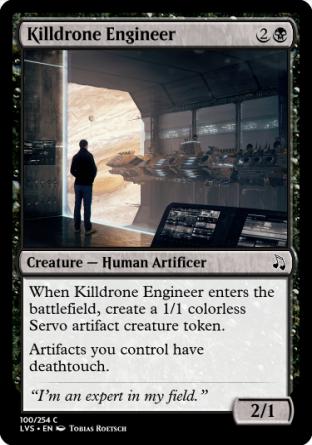 Killdrone Engineer 2
Creature — Human Artificer
When Killdrone Engineer enters the
battlefield, create a 1/1 colorless
Servo artifact creature token.
Artifacts you control have
deathtouch.
“I’m an expert in my field.”
2/1
100/254 C
LVS • EN Tobias Roetsch